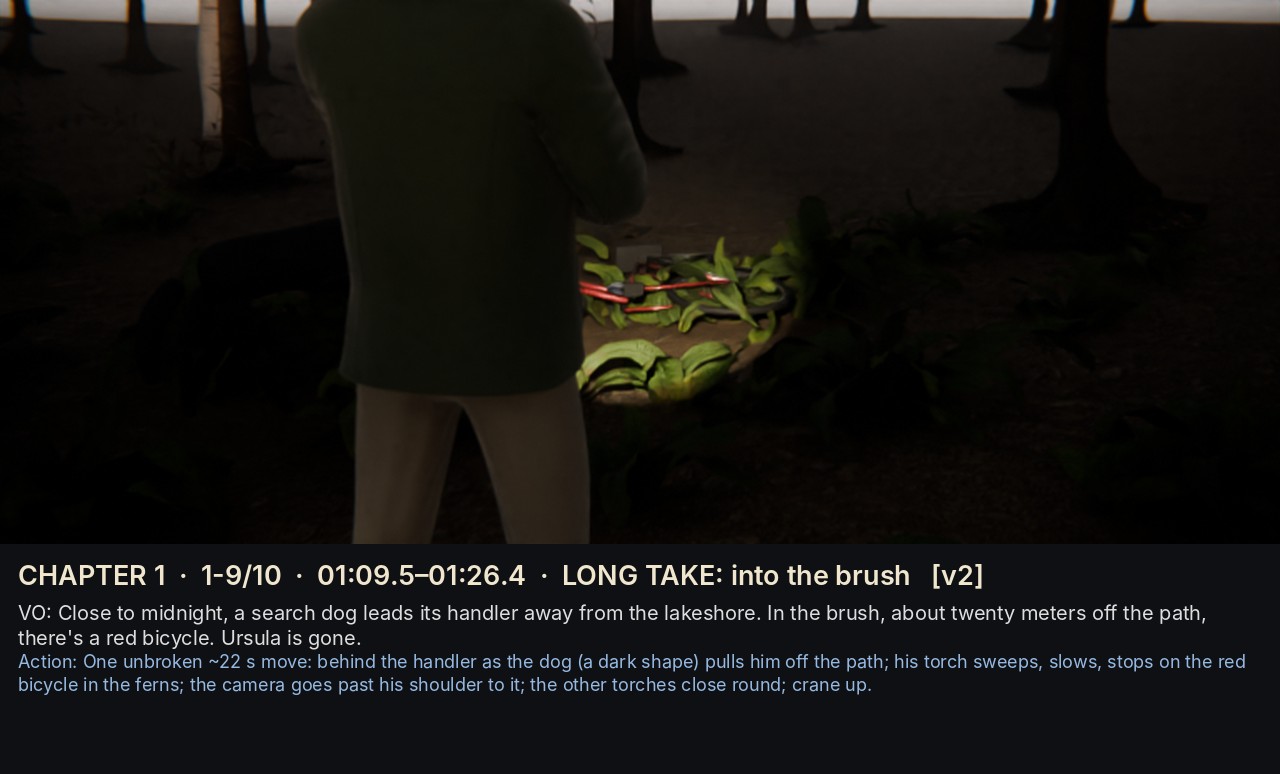 CHAPTER 1 · 1-9/10 · 01:09.5–01:26.4 · LONG TAKE: into the brush [v2]
VO: Close to midnight, a search dog leads its handler away from the lakeshore. In the brush, about twenty meters off the path,
there's a red bicycle. Ursula is gone.
Action: One unbroken ~22 s move: behind the handler as the dog (a dark shape) pulls him off the path; his torch sweeps, slows, stops on the red
bicycle in the ferns; the camera goes past his shoulder to it; the other torches close round; crane up.